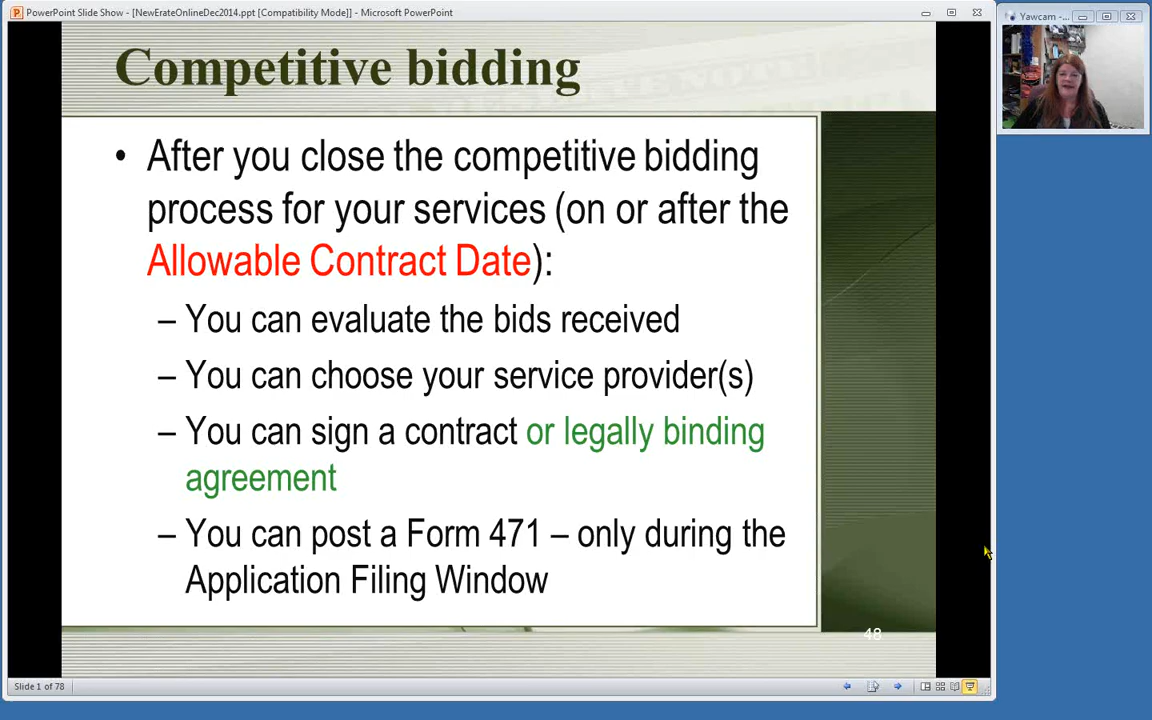 PowerPoint Slide Show - [NewErateOnlineDec2014.ppt [Compatibility Mode]] - Microsoft PowerPoint
Yawcam -...
Competitive bidding
• After you close the competitive bidding
process for your services (on or after the
Allowable Contract Date):
– You can evaluate the bids received
– You can choose your service provider(s)
– You can sign a contract or legally binding
agreement
– You can post a Form 471 – only during the
Application Filing Window
48
Slide 1 of 78